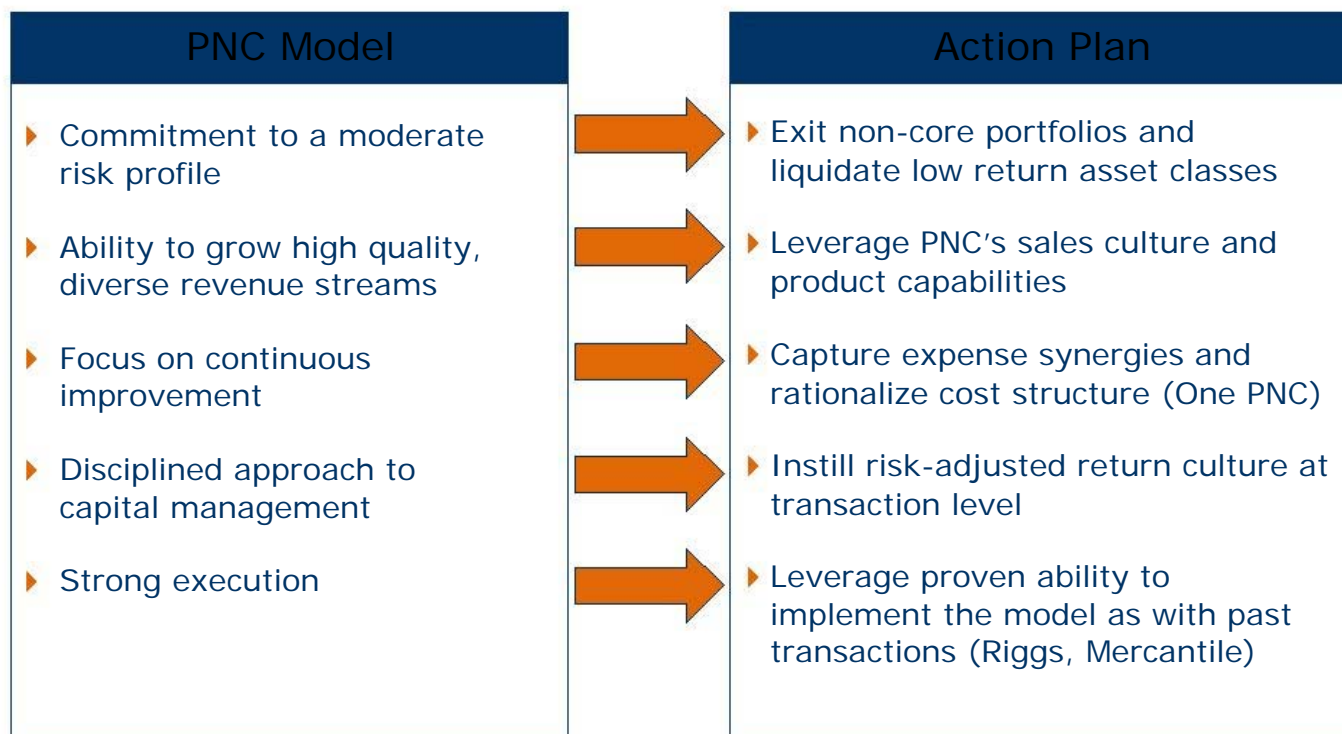 PNC Model
Commitment to a moderate
risk profile
Ability to grow high quality,
diverse revenue streams
Focus on continuous
improvement
Disciplined approach to
capital management
Strong execution
Action Plan
Exit non-core portfolios and
liquidate low return asset classes
Leverage PNC's sales culture and
product capabilities
Capture expense synergies and
rationalize cost structure (One PNC)
Instill risk-adjusted return culture at
transaction level
Leverage proven ability to
implement the model as with past
transactions (Riggs, Mercantile)